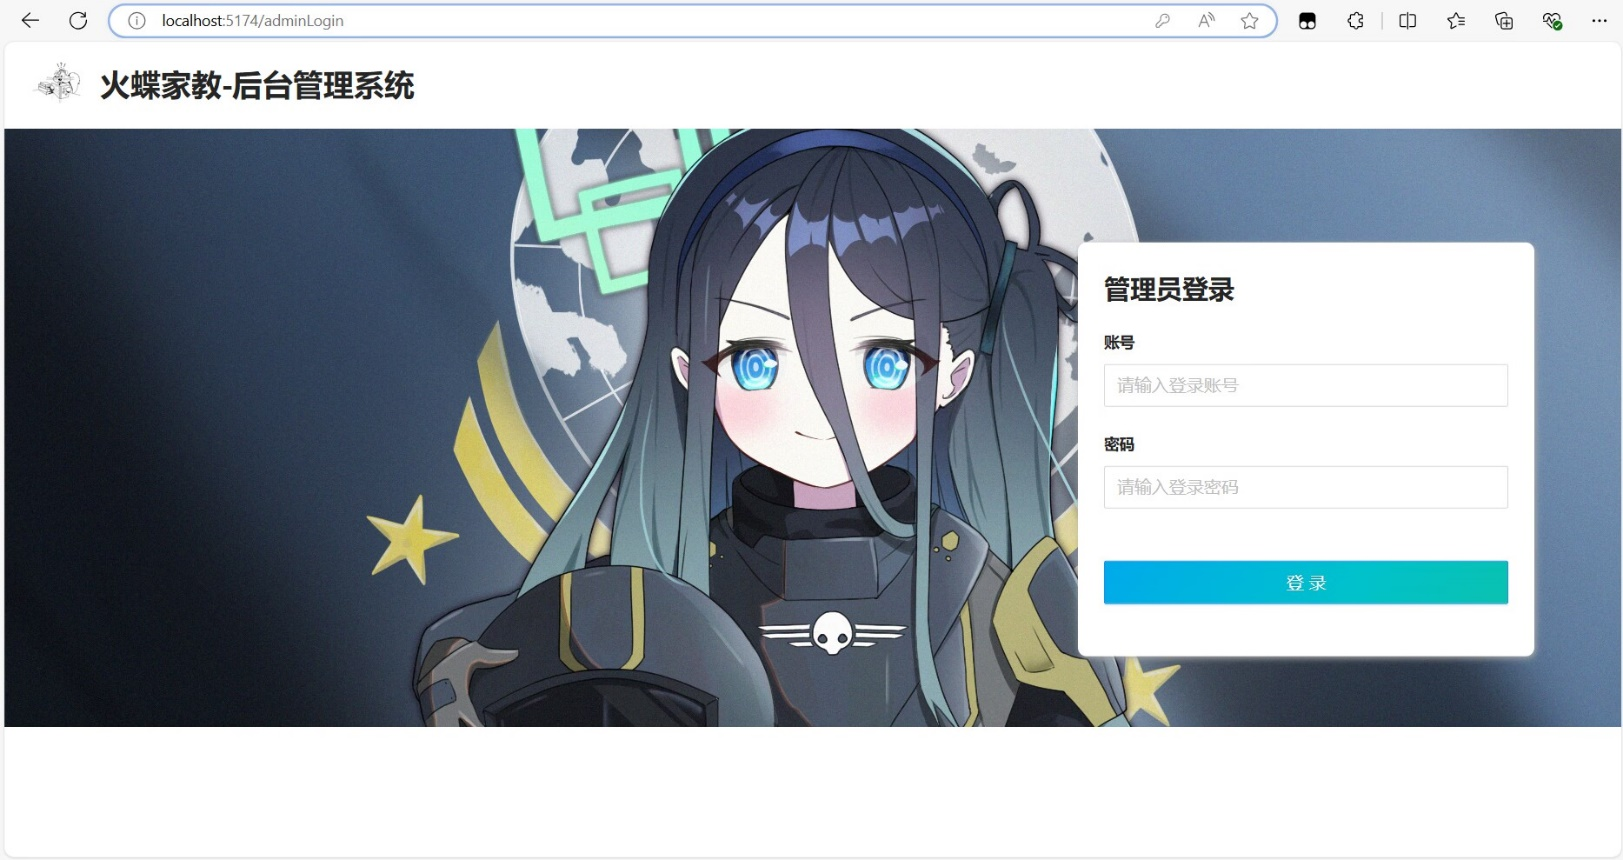 localhost:5174/adminLogin
火蝶家教-后台管理系统
管理员登录
账号
请输入登录账号
密码
请输入登录密码
登 录